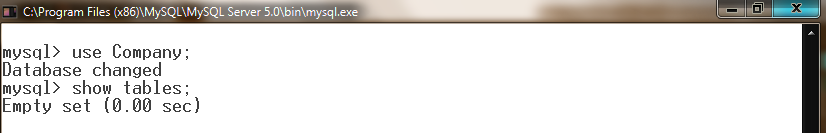 C:\Program Files (x86)\MySQL\MySQL Server 5.0\bin\mysql.exe
mysql> use Company;
Database changed
mysql> show tables;
Empty set (0.00 sec)